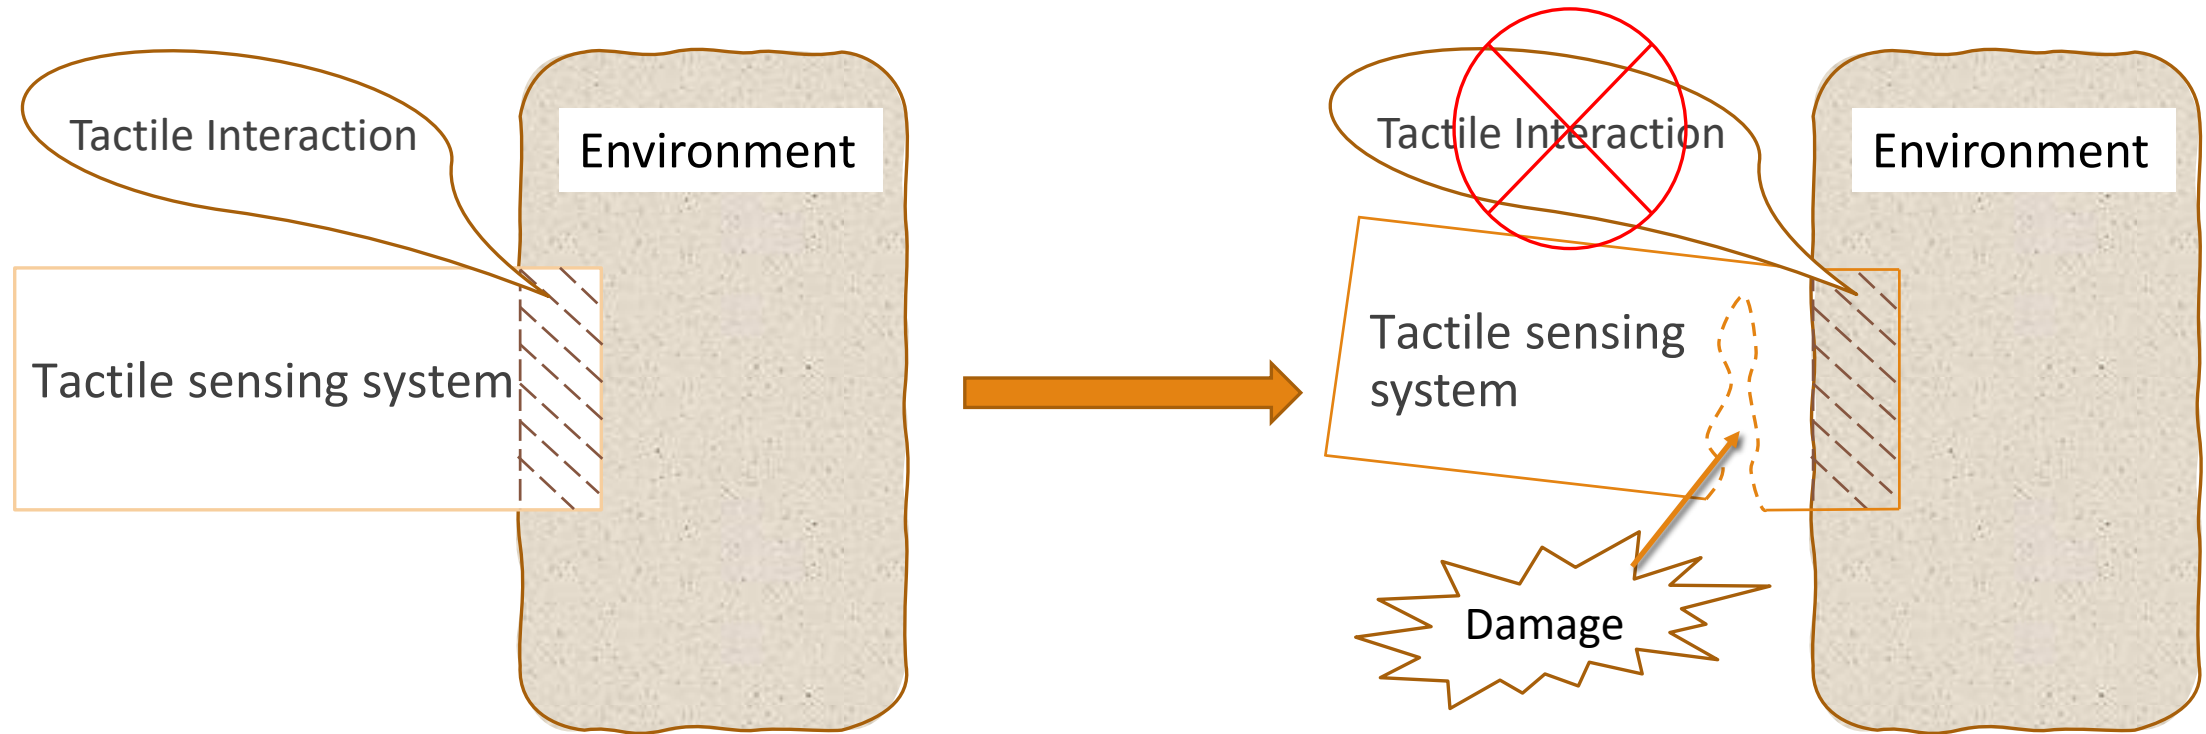 Tactile Interaction
Environment
Tactile sensing system
Tactile Interaction
Environment
Tactile sensing
system
Damage